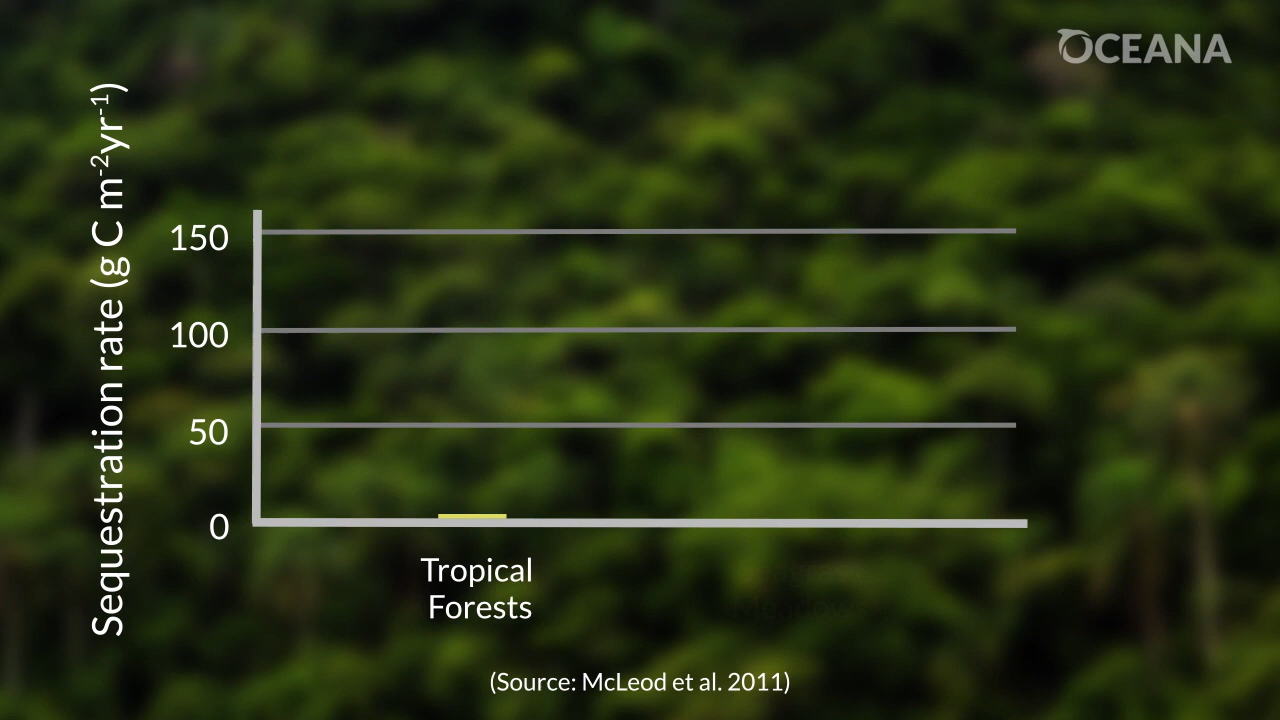 OCEANA
Sequestration rate (g C m⁻²yr⁻¹)
150
100
50
0
Tropical
Forests
(Source: McLeod et al. 2011)